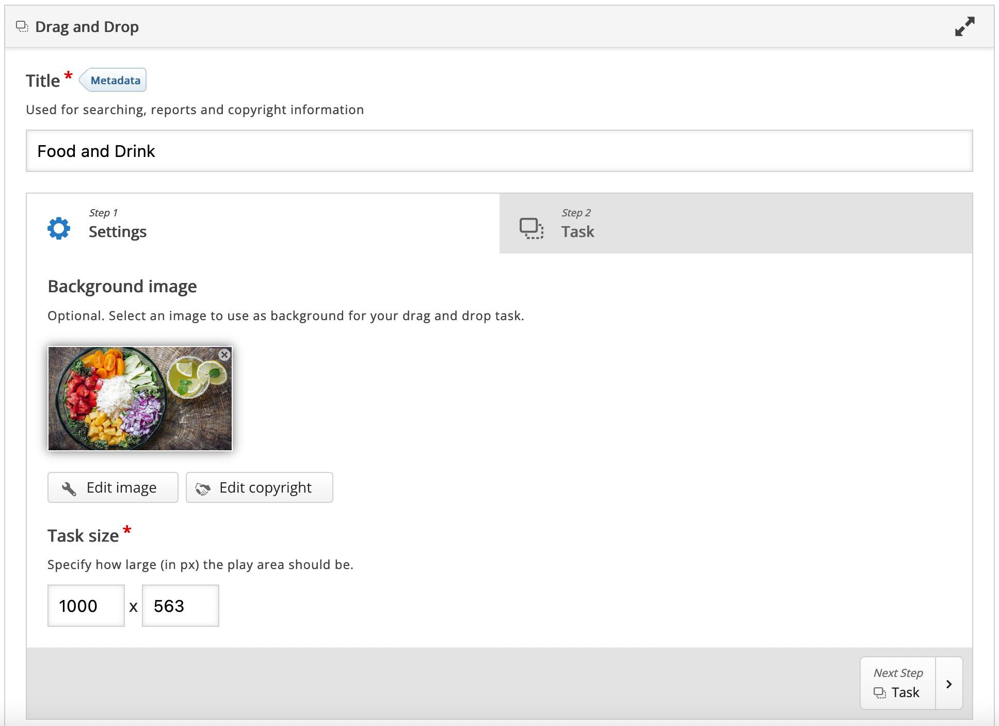 Drag and Drop
Title *
Metadata
Used for searching, reports and copyright information
Food and Drink
Step 1
Settings
Step 2
Task
Background image
Optional. Select an image to use as background for your drag and drop task.
Edit image
Edit copyright
Task size *
Specify how large (in px) the play area should be.
1000 x 563
Next Step
Task